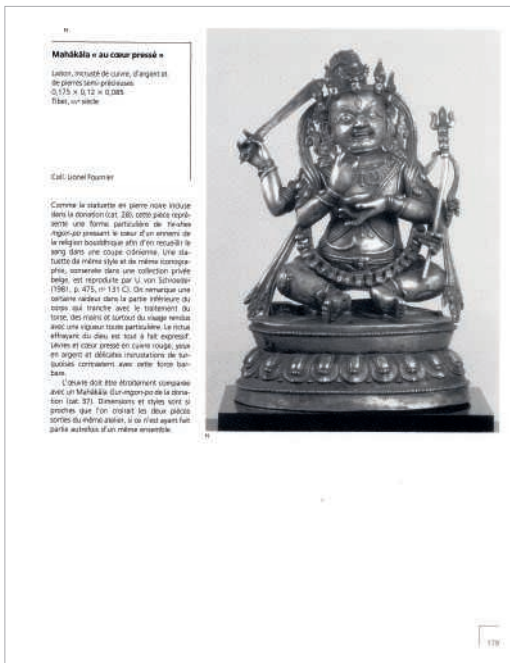 Mahâkâla « au cœur pressé »
Laiton, incrusté de cuivre, d'argent et
de pierres semi-précieuses
0,175 × 0,12 × 0,085
Tibet, siècle
Coll. Lionel Fournier
Comme la statuette en pierre noire incluse
dans la donation (cat. 28), cette pièce repré-
sente une forme particulière de Ye-shes
mgon-po pressant le cœur d'un ennemi de
la religion bouddhique afin d'en recueillir le
sang dans une coupe crânienne. Une sta-
tuette de même style et de même iconogra-
phie, conservée dans une collection privée
belge, est reproduite par U. von Schroeder
(1981, p. 475, n° 131 C). On remarque une
certaine raideur dans la partie inférieure du
corps qui tranche avec le traitement du
torse, des mains et surtout du visage rendus
avec une vigueur toute particulière. Le rictus
effrayant du dieu est tout à fait expressif.
Lèvres et cœur pressé en cuivre rouge, yeux
en argent et délicates incrustations de tur-
quoises contrastent avec cette force bar-
bare.
L'œuvre doit être étroitement comparée
avec un Mahâkâla Gur-mgon-po de la dona-
tion (cat. 37). Dimensions et styles sont si
proches que l'on croirait les deux pièces
sorties du même atelier, si ce n'est ayant fait
partie autrefois d'un même ensemble.
179